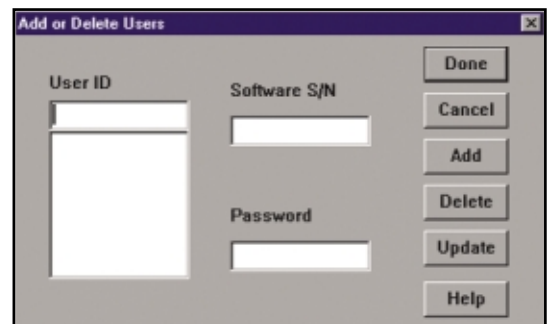 Add or Delete Users
User ID
Software S/N
Password
Done
Cancel
Add
Delete
Update
Help